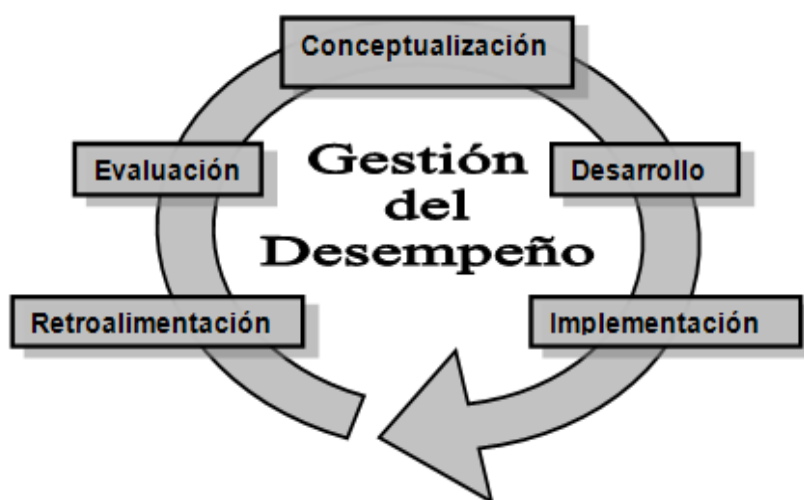 Conceptualización
Evaluación
Gestión
del
Desempeño
Desarrollo
Retroalimentación
Implementación